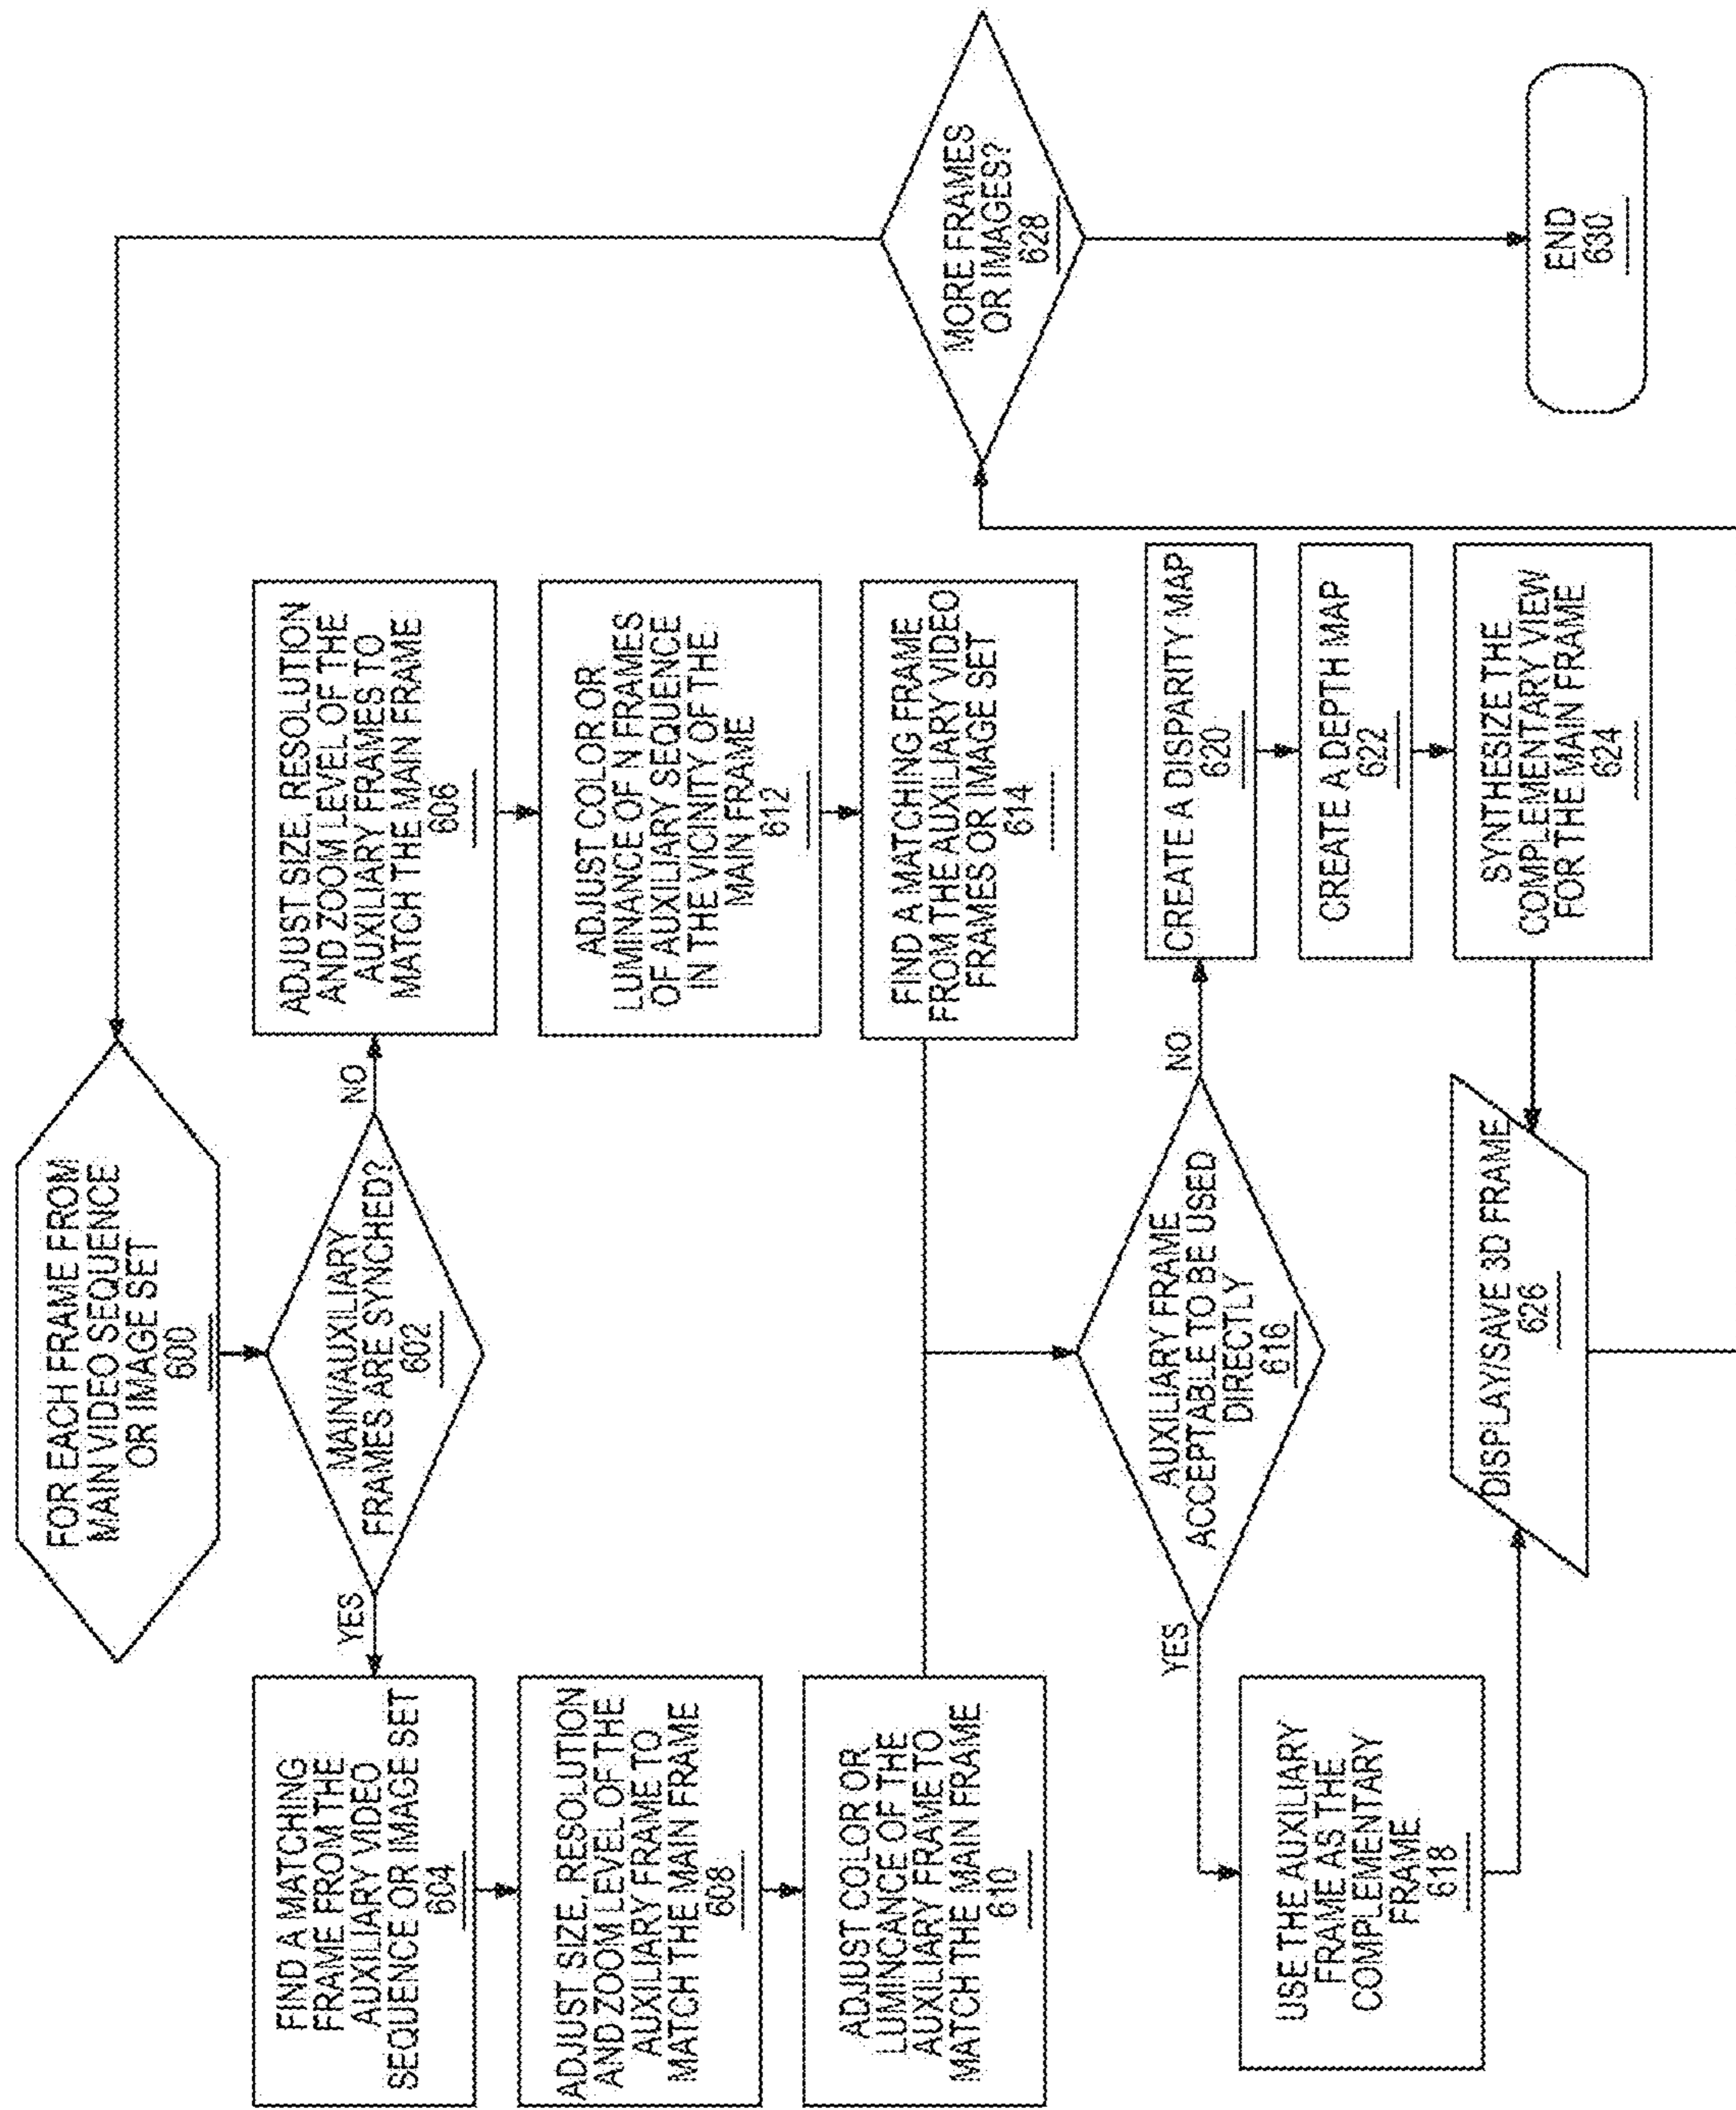 FOR EACH FRAME FROM
MAIN VIDEO SEQUENCE
OR IMAGE SET
600
MAIN/AUXILIARY
FRAMES ARE SYNCHED?
602
YES
NO
FIND A MATCHING
FRAME FROM THE
AUXILIARY VIDEO
SEQUENCE OR IMAGE SET
604
ADJUST SIZE, RESOLUTION
AND ZOOM LEVEL OF THE
AUXILIARY FRAME TO
MATCH THE MAIN FRAME
608
ADJUST COLOR OR
LUMINCANCE OF THE
AUXILIARY FRAME TO
MATCH THE MAIN FRAME
610
ADJUST SIZE, RESOLUTION
AND ZOOM LEVEL OF THE
AUXILIARY FRAMES TO
MATCH THE MAIN FRAME
606
ADJUST COLOR OR
LUMINANCE OF N FRAMES
OF AUXILIARY SEQUENCE
IN THE VICINITY OF THE
MAIN FRAME
612
FIND A MATCHING FRAME
FROM THE AUXILIARY VIDEO
FRAMES OR IMAGE SET
614
AUXILIARY FRAME
ACCEPTABLE TO BE USED
DIRECTLY
616
YES
NO
USE THE AUXILIARY
FRAME AS THE
COMPLEMENTARY
FRAME
618
CREATE A DISPARITY MAP
620
CREATE A DEPTH MAP
622
SYNTHESIZE THE
COMPLEMENTARY VIEW
FOR THE MAIN FRAME
624
DISPLAY/SAVE 3D FRAME
626
MORE FRAMES
OR IMAGES?
628
END
630